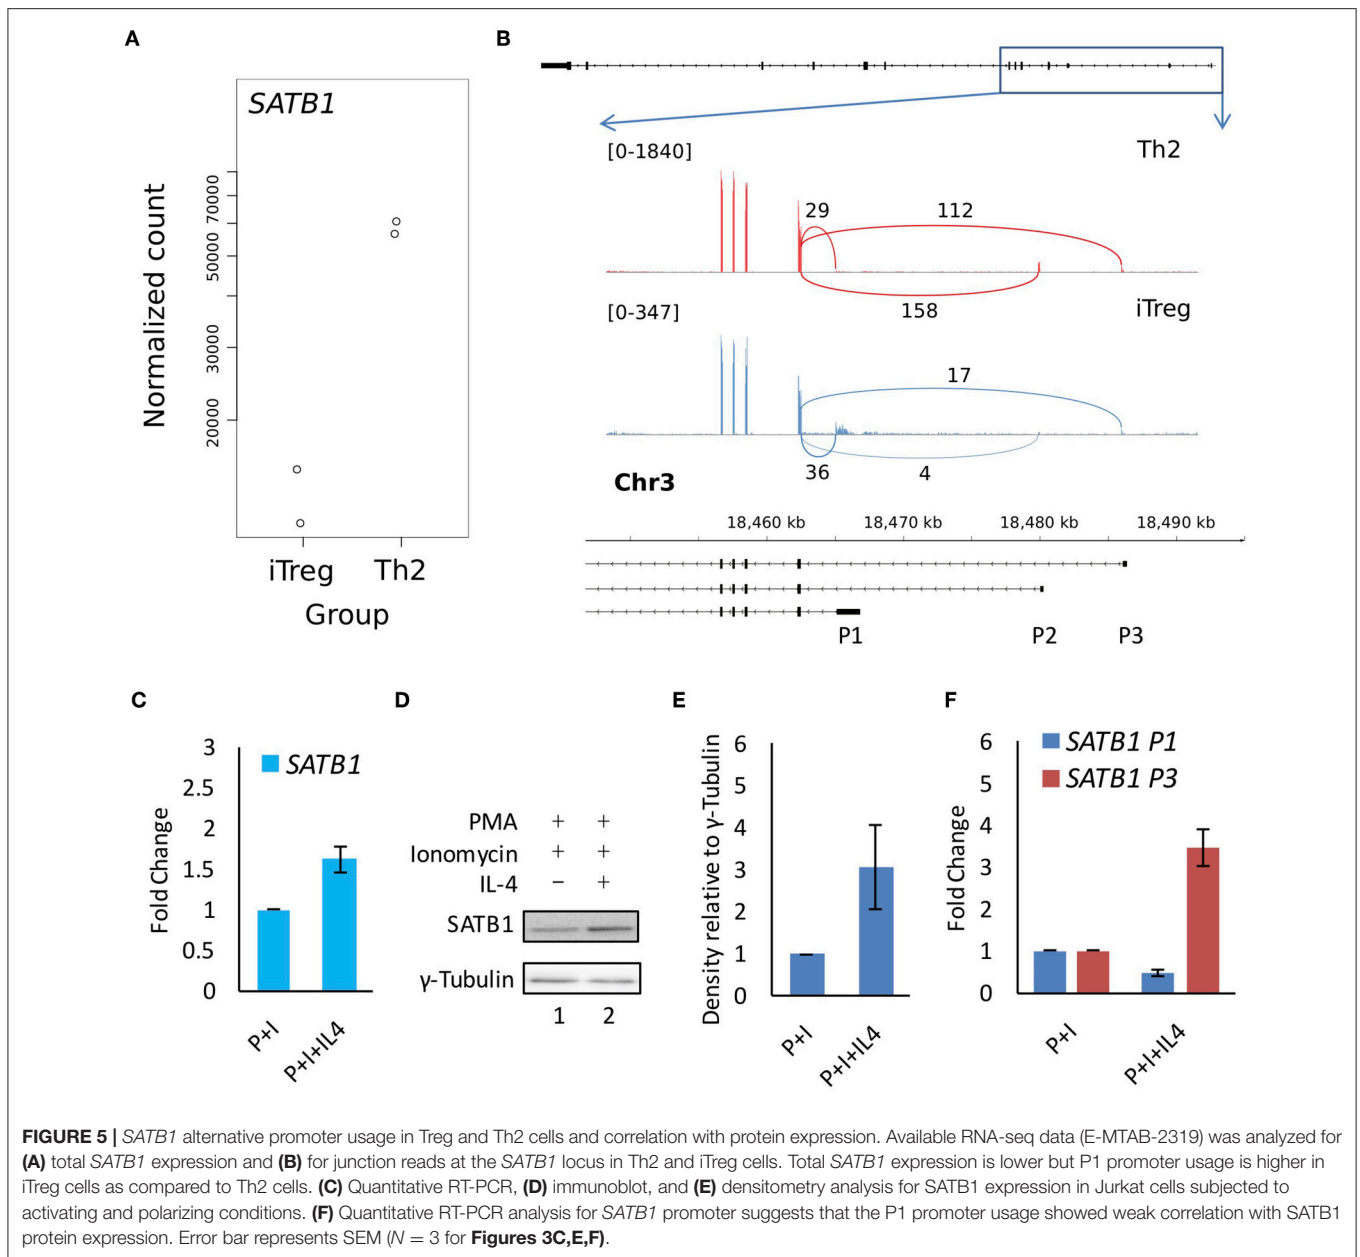 A
SATB1
Normalized count
70000
50000
30000
20000
iTreg Th2
Group
B
[0-1840]
Th2
29
112
158
[0-347]
iTreg
17
36
4
Chr3
18,460 kb 18,470 kb 18,480 kb 18,490 kb
P1 P2 P3
C
Fold Change
3
2.5
2
1.5
1
0.5
0
SATB1
P+I
P+I+IL4
D
PMA + +
Ionomycin + +
IL-4 − +
SATB1
γ-Tubulin
1 2
E
Density relative to γ-Tubulin
6
5
4
3
2
1
0
P+I
P+I+IL4
F
Fold Change
6
5
4
3
2
1
0
SATB1 P1
SATB1 P3
P+I
P+I+IL4
FIGURE 5 | SATB1 alternative promoter usage in Treg and Th2 cells and correlation with protein expression. Available RNA-seq data (E-MTAB-2319) was analyzed for
(A) total SATB1 expression and (B) for junction reads at the SATB1 locus in Th2 and iTreg cells. Total SATB1 expression is lower but P1 promoter usage is higher in
iTreg cells as compared to Th2 cells. (C) Quantitative RT-PCR, (D) immunoblot, and (E) densitometry analysis for SATB1 expression in Jurkat cells subjected to
activating and polarizing conditions. (F) Quantitative RT-PCR analysis for SATB1 promoter suggests that the P1 promoter usage showed weak correlation with SATB1
protein expression. Error bar represents SEM (N = 3 for Figures 3C,E,F).